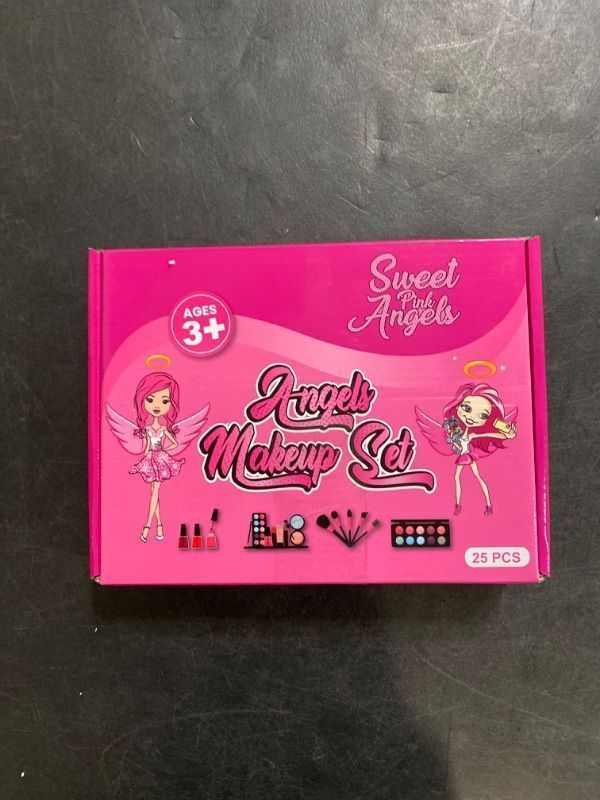 Sweet
Pink
Angels
AGES
3+
Angels
Makeup Set
25 PCS